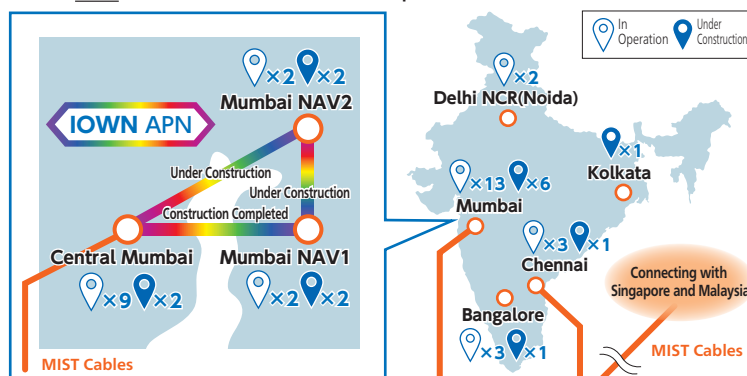 In
Operation
Under
Construction
×2 ×2
Mumbai NAV2
IOWN APN
Under Construction
Under Construction
Construction Completed
Central Mumbai
Mumbai NAV1
×9 ×2
×2 ×2
MIST Cables
×2
Delhi NCR(Noida)
×1
Kolkata
×13 ×6
Mumbai
×3 ×1
Chennai
Connecting with
Singapore and Malaysia
Bangalore
×3 ×1
MIST Cables